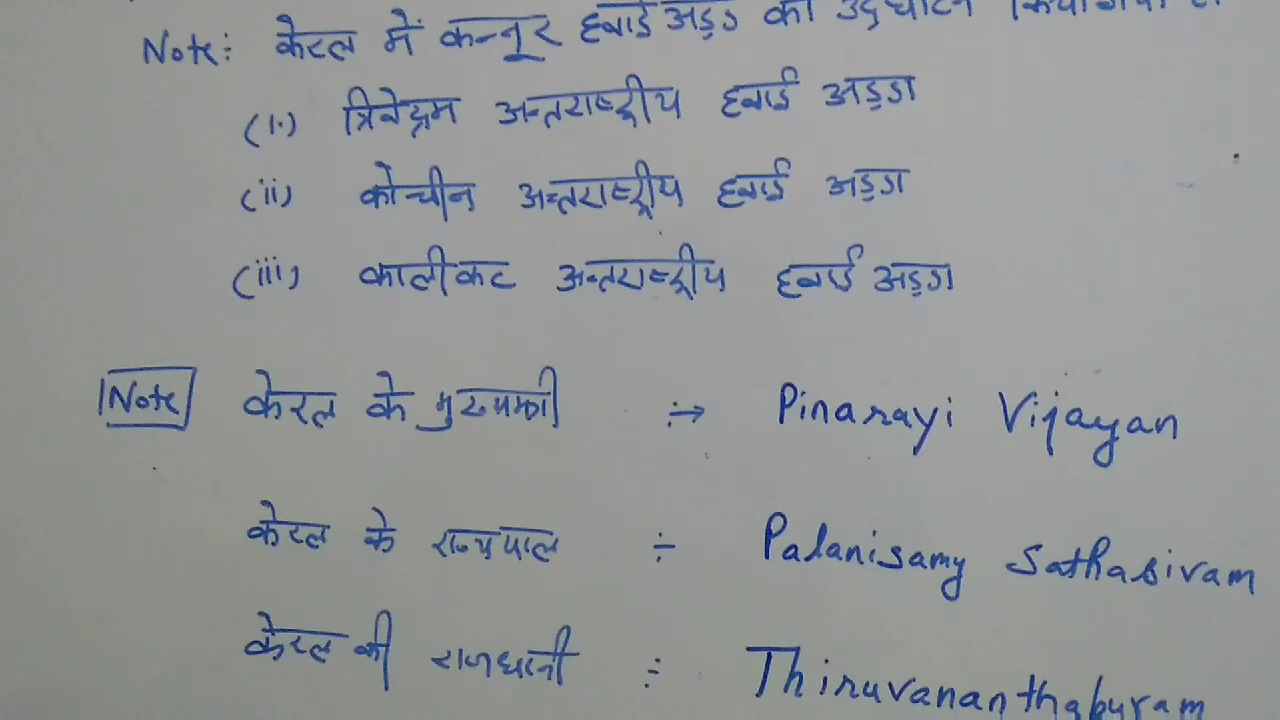 Note: केरल में कन्नूर हवाई अड्डा का उद्घाटन किया गया है।
(i.) त्रिवेंद्रम अन्तराष्ट्रीय हवाई अड्डा
(ii) कोचीन अन्तराष्ट्रीय हवाई अड्डा
(iii) कालीकट अन्तराष्ट्रीय हवाई अड्डा
Note केरल के मुख्यमंत्री :→ Pinarayi Vijayan
केरल के राज्यपाल ÷ Palanisamy Sathasivam
केरल की राजधानी ÷ Thiruvananthapuram